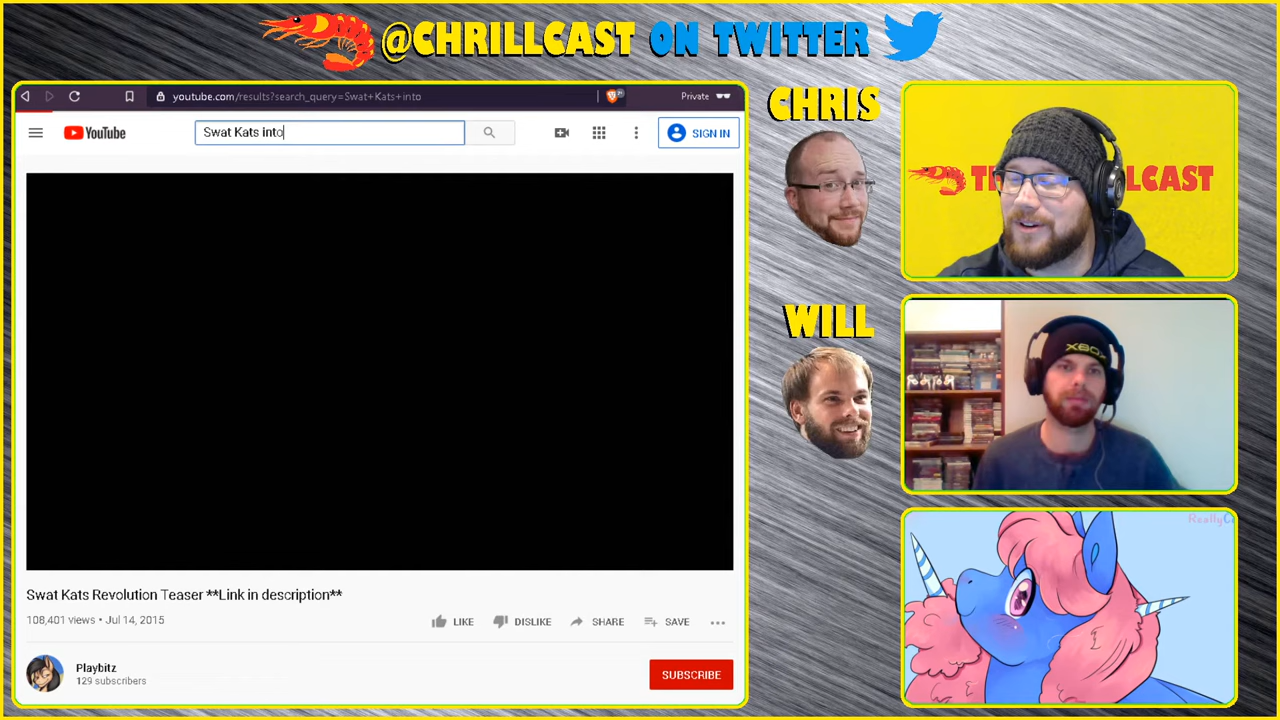 @CHRILLCAST ON TWITTER
youtube.com/results?search_query=Swat+Kats+into
Private
YouTube
Swat Kats into
SIGN IN
Swat Kats Revolution Teaser **Link in description**
108,401 views • Jul 14, 2015
LIKE
DISLIKE
SHARE
SAVE
Playbitz
129 subscribers
SUBSCRIBE
CHRIS
LCAST
WILL
XBOX